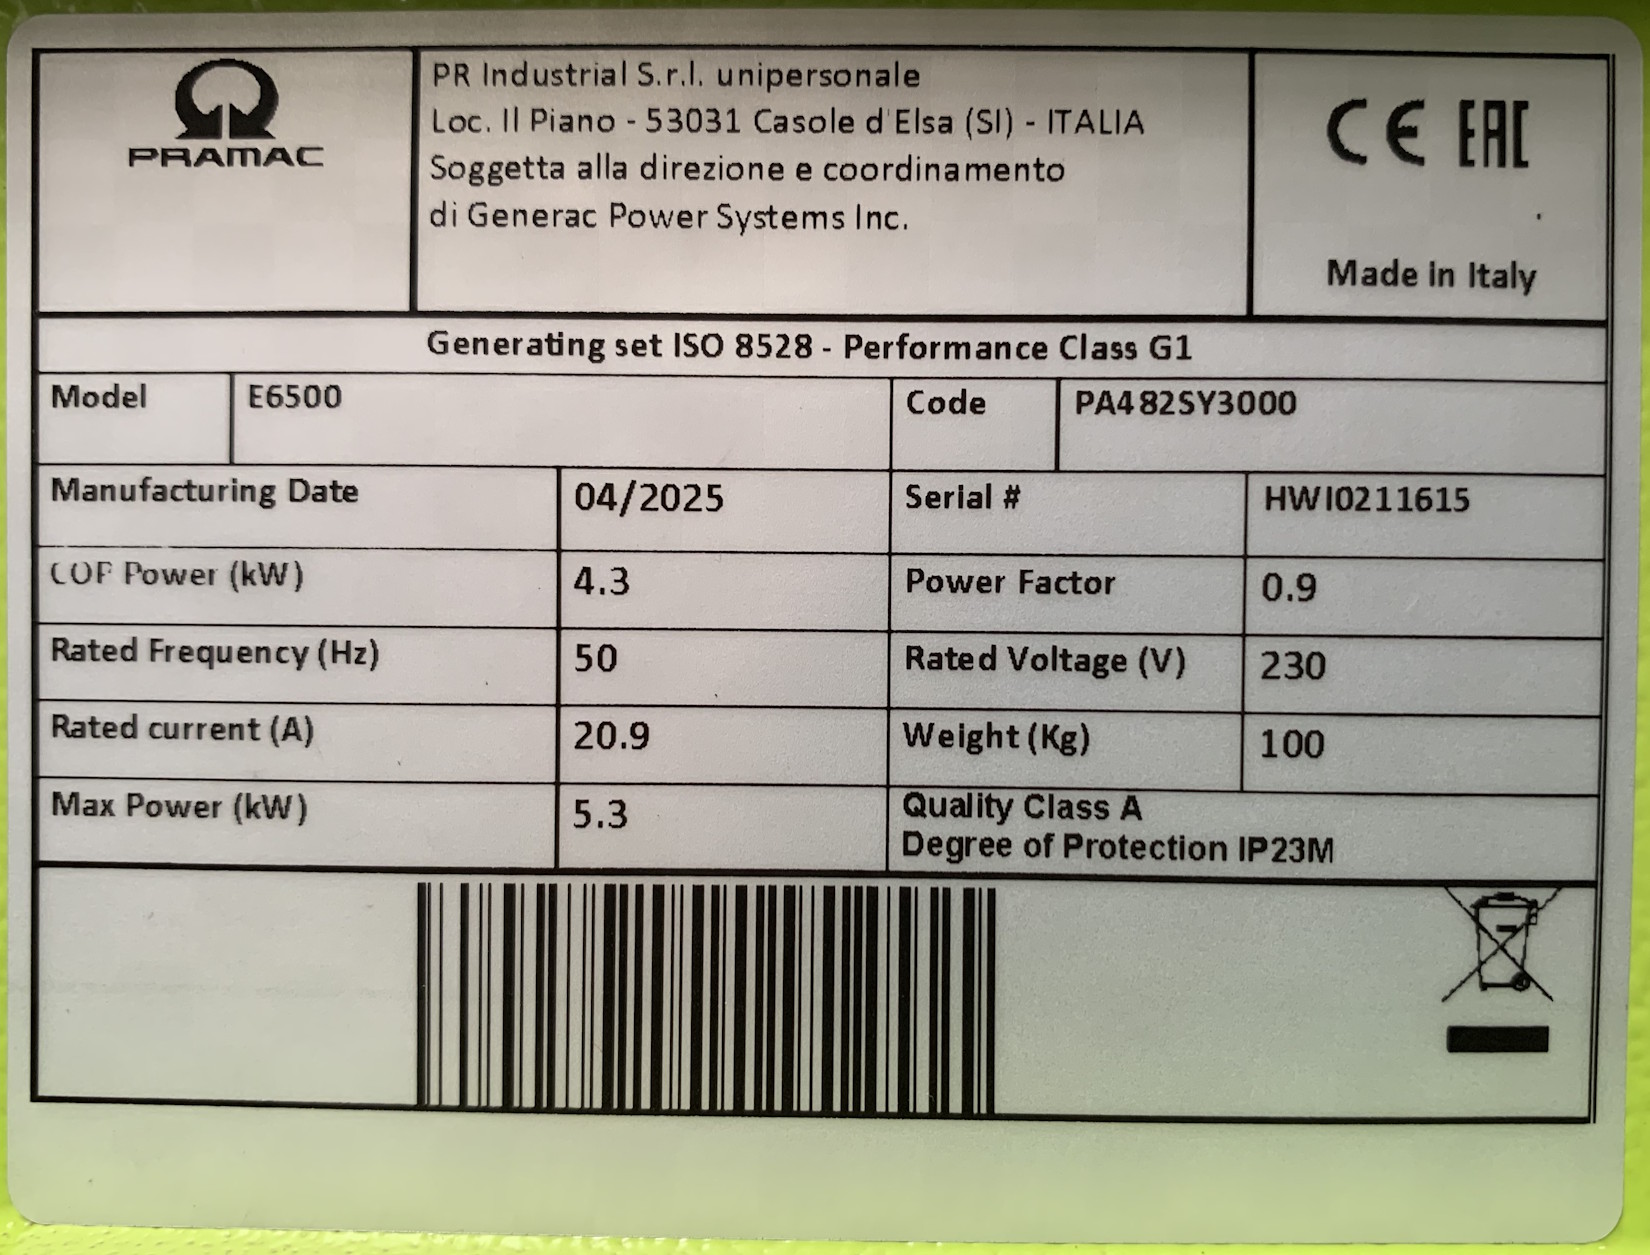 PRAMAC
PR Industrial S.r.l. unipersonale
Loc. Il Piano - 53031 Casole d'Elsa (SI) - ITALIA
Soggetta alla direzione e coordinamento
di Generac Power Systems Inc.
CE EAC
Made in Italy
Generating set ISO 8528 - Performance Class G1
Model E6500 Code PA482SY3000
Manufacturing Date 04/2025 Serial # HWI0211615
COP Power (kW) 4.3 Power Factor 0.9
Rated Frequency (Hz) 50 Rated Voltage (V) 230
Rated current (A) 20.9 Weight (Kg) 100
Max Power (kW) 5.3 Quality Class A
Degree of Protection IP23M